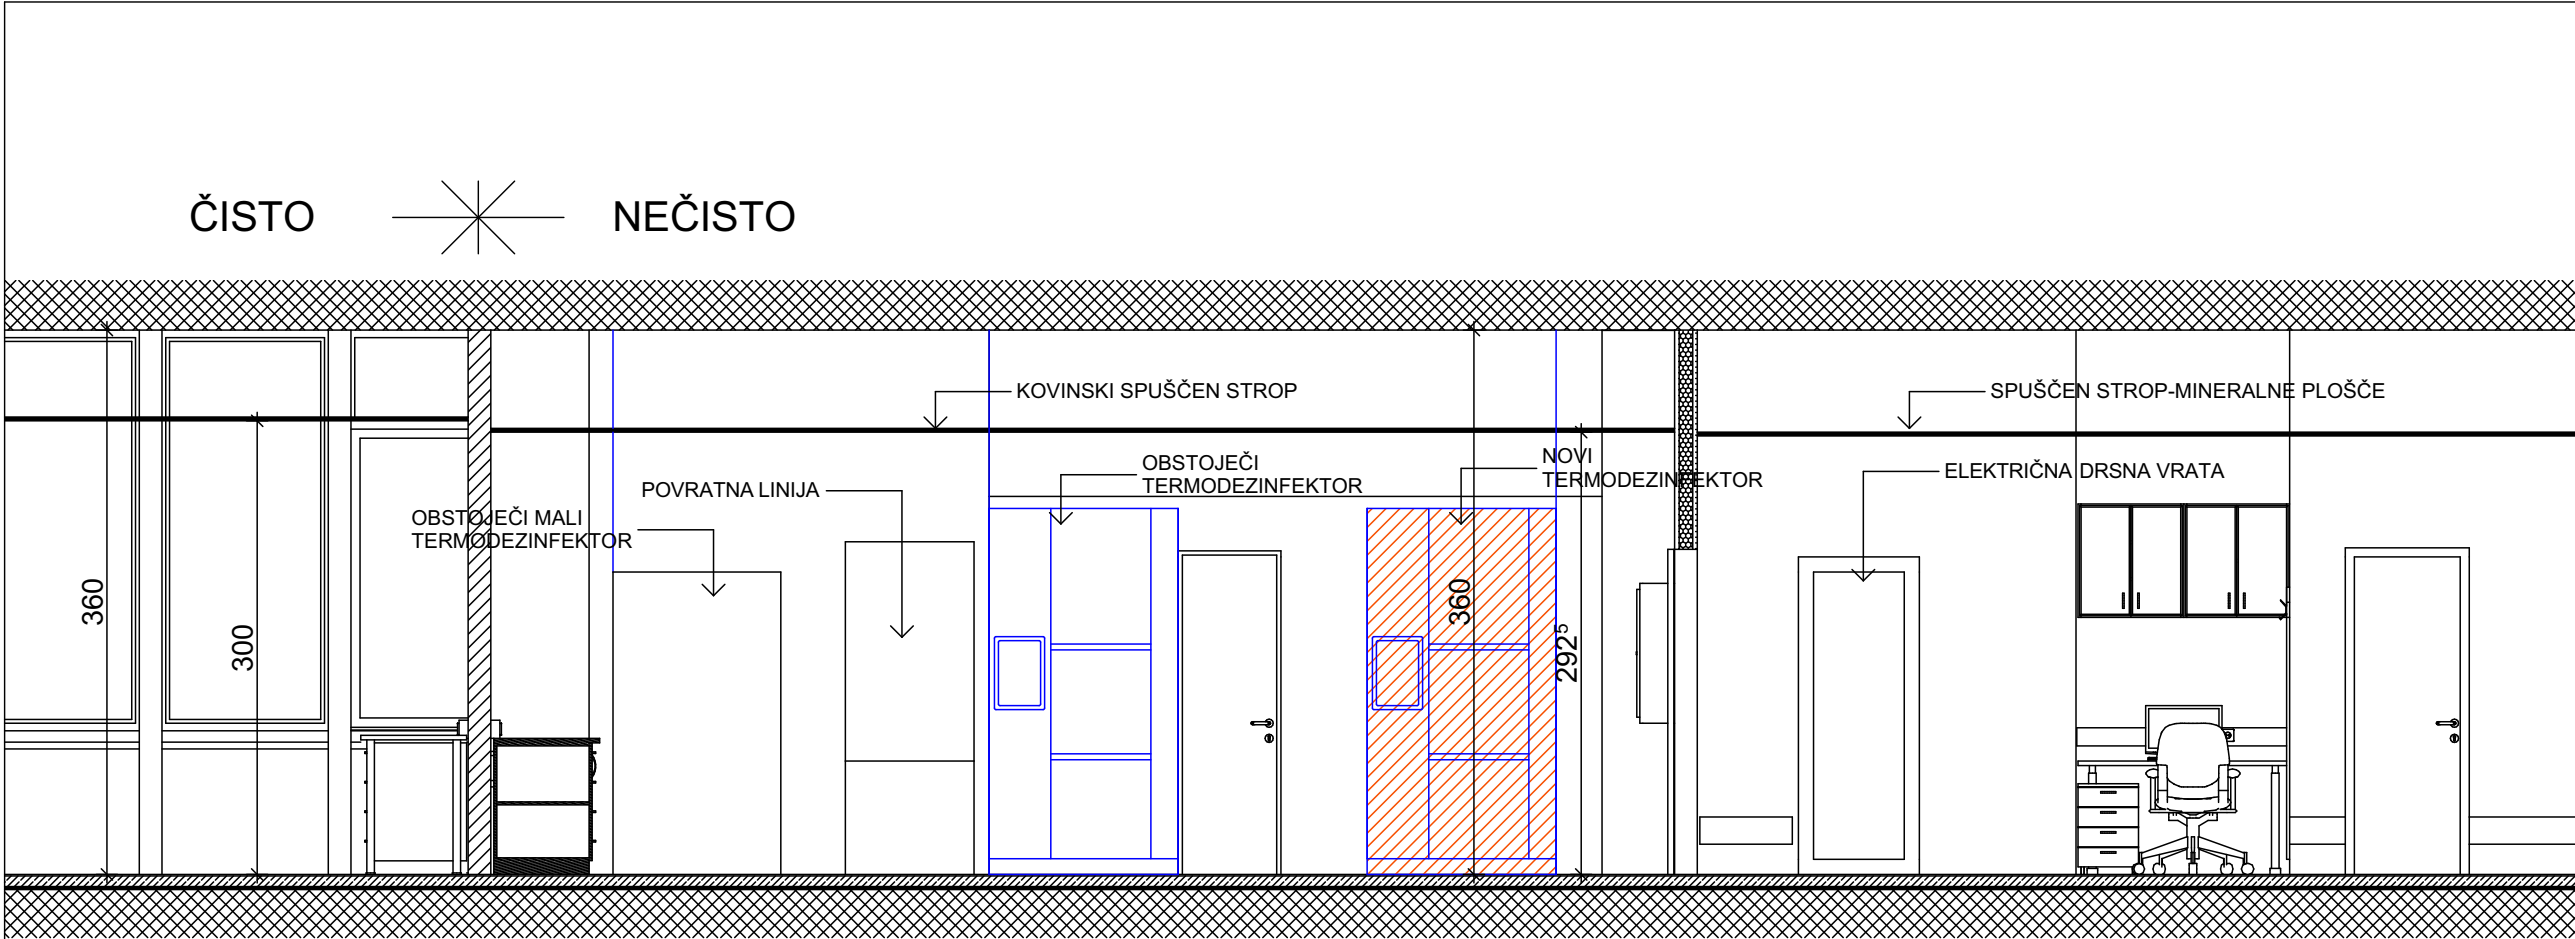 ČISTO
NEČISTO
KOVINSKI SPUŠČEN STROP
SPUŠČEN STROP-MINERALNE PLOŠČE
OBSTOJEČI
TERMODEZINFEKTOR
NOVI
TERMODEZINFEKTOR
ELEKTRIČNA DRSNA VRATA
POVRATNA LINIJA
OBSTOJEČI MALI
TERMODEZINFEKTOR
360
300
360
292⁵